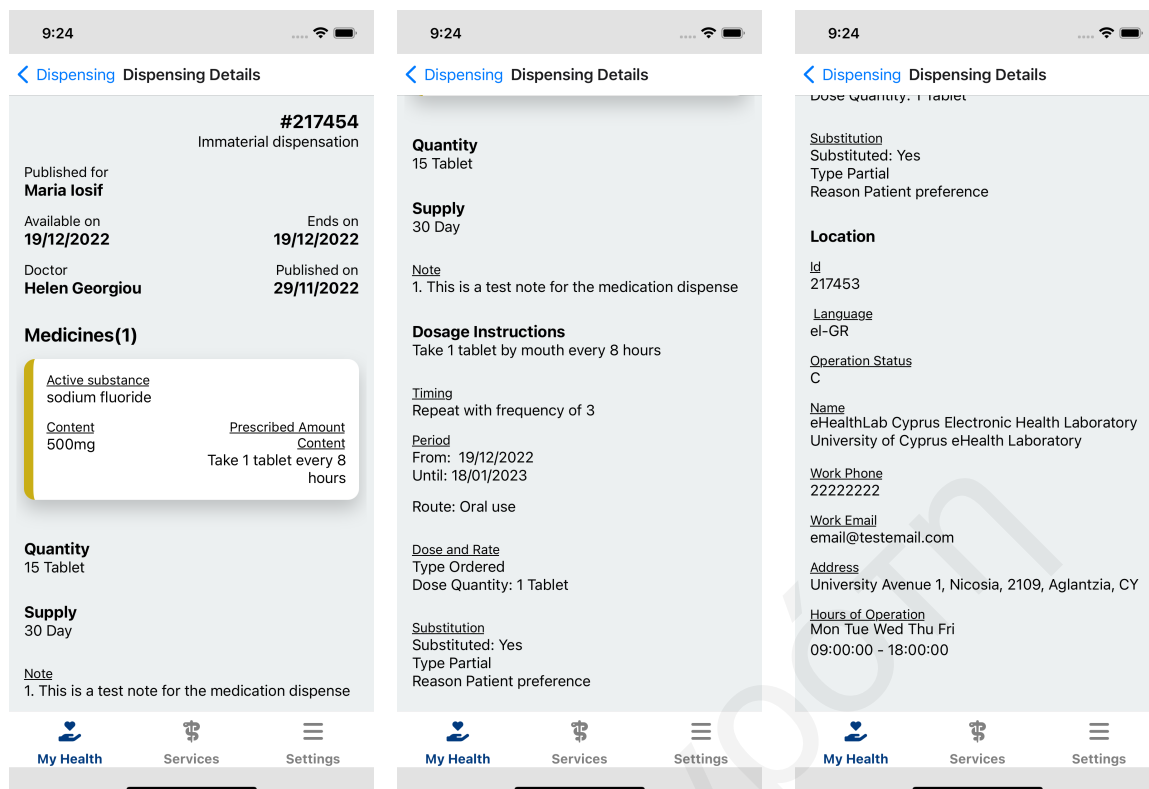 9:24
Dispensing Dispensing Details
#217454
Immaterial dispensation
Published for
Maria Iosif
Available on Ends on
19/12/2022 19/12/2022
Doctor Published on
Helen Georgiou 29/11/2022
Medicines(1)
Active substance
sodium fluoride
Content Prescribed Amount
500mg Content
Take 1 tablet every 8
hours
Quantity
15 Tablet
Supply
30 Day
Note
1. This is a test note for the medication dispense
My Health Services Settings
9:24
Dispensing Dispensing Details
Quantity
15 Tablet
Supply
30 Day
Note
1. This is a test note for the medication dispense
Dosage Instructions
Take 1 tablet by mouth every 8 hours
Timing
Repeat with frequency of 3
Period
From: 19/12/2022
Until: 18/01/2023
Route: Oral use
Dose and Rate
Type Ordered
Dose Quantity: 1 Tablet
Substitution
Substituted: Yes
Type Partial
Reason Patient preference
My Health Services Settings
9:24
Dispensing Dispensing Details
Dose Quantity: 1 Tablet
Substitution
Substituted: Yes
Type Partial
Reason Patient preference
Location
Id
217453
Language
el-GR
Operation Status
C
Name
eHealthLab Cyprus Electronic Health Laboratory
University of Cyprus eHealth Laboratory
Work Phone
22222222
Work Email
email@testemail.com
Address
University Avenue 1, Nicosia, 2109, Aglantzia, CY
Hours of Operation
Mon Tue Wed Thu Fri
09:00:00 - 18:00:00
My Health Services Settings